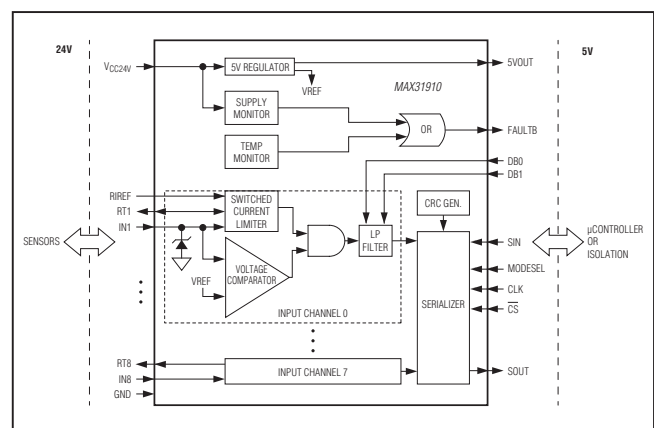 24V
5V
VCC24V
5V REGULATOR
VREF
MAX31910
5VOUT
SUPPLY
MONITOR
OR
FAULTB
TEMP
MONITOR
DB0
DB1
RIREF
RT1
IN1
SWITCHED
CURRENT
LIMITER
CRC GEN.
LP
FILTER
SENSORS
VOLTAGE
COMPARATOR
VREF
INPUT CHANNEL 0
SERIALIZER
SIN
MODESEL
CLK
CS
µCONTROLLER
OR
ISOLATION
RT8
IN8
GND
INPUT CHANNEL 7
SOUT